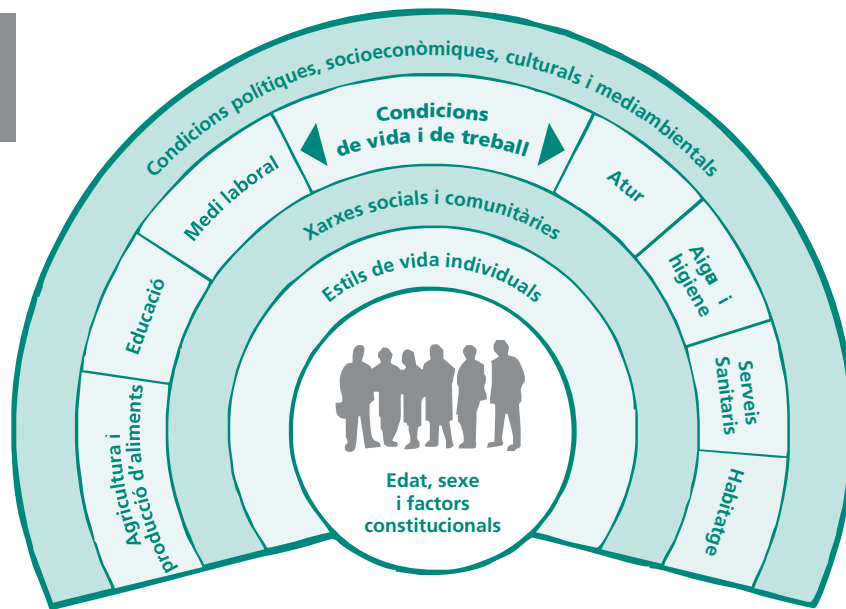 Condicions polítiques, socioeconòmiques, culturals i mediambientals
Condicions
de vida i de treball
Agricultura i
producció d'aliments
Educació
Medi laboral
Atur
Aiga i
higiene
Serveis
Sanitaris
Habitatge
Xarxes socials i comunitàries
Estils de vida individuals
Edat, sexe
i factors
constitucionals